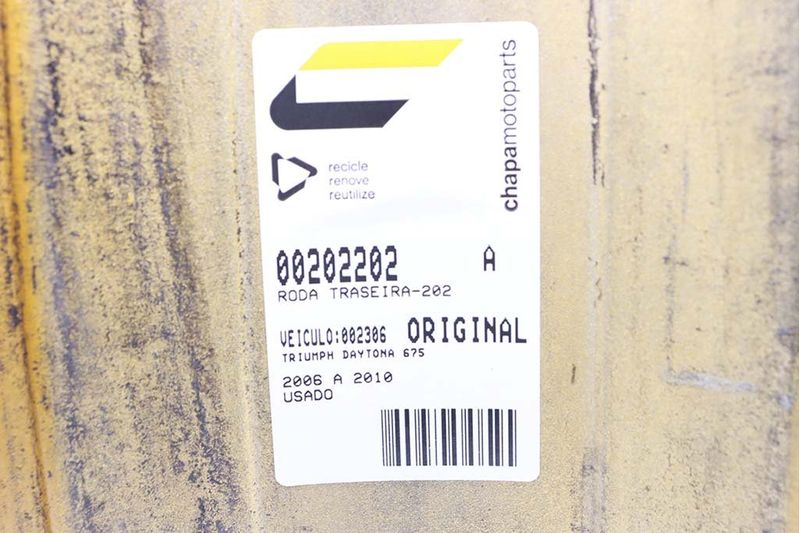 recicle
renove
reutilize
chapamotoparts
00202202 A
RODA TRASEIRA-202
VEICULO:002306 ORIGINAL
TRIUMPH DAYTONA 675
2006 A 2010
USADO